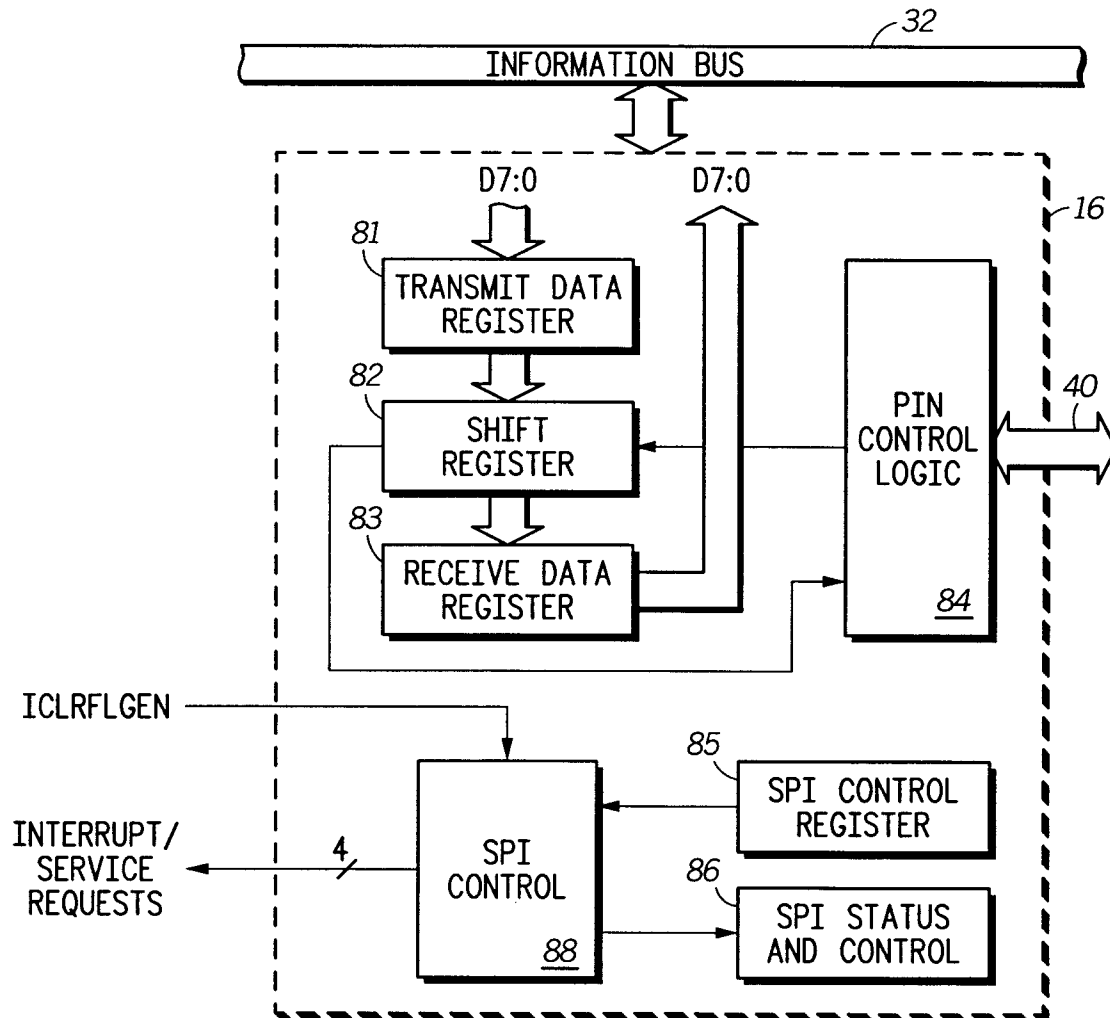 32
INFORMATION BUS
D7:0
D7:0
16
81
TRANSMIT DATA
REGISTER
82
SHIFT
REGISTER
PIN
CONTROL
LOGIC
40
83
RECEIVE DATA
REGISTER
84
ICLRFLGEN
85
SPI CONTROL
REGISTER
INTERRUPT/
SERVICE
REQUESTS
4
SPI
CONTROL
88
86
SPI STATUS
AND CONTROL